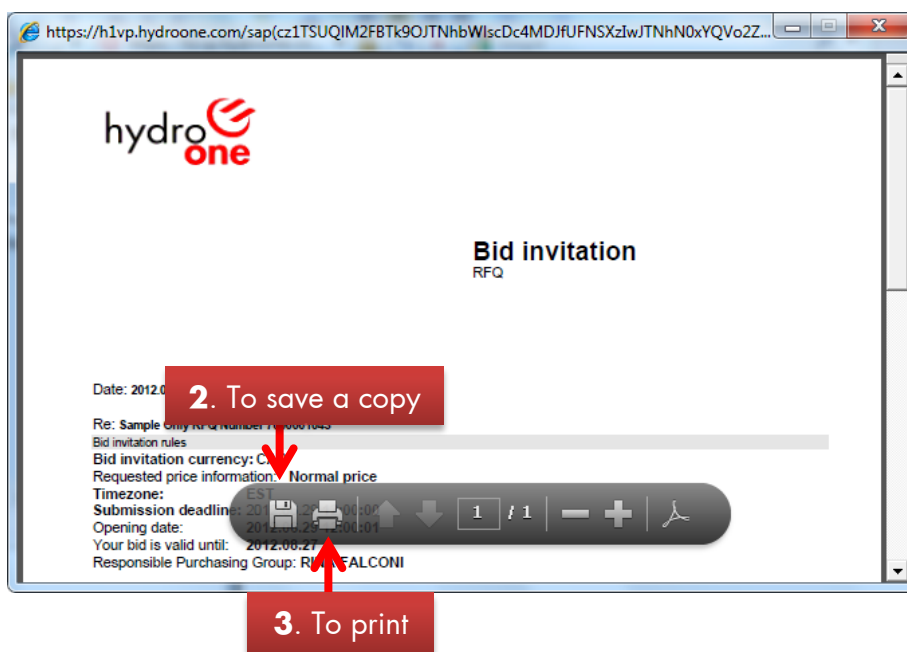 https://h1vp.hydroone.com/sap(cz1TSUQlM2FBTk9OJTNhbWlscDc4MDJfUFNSXzIwJTNhN0xYQVo2Z...
hydro
one
Bid invitation
RFQ
Date: 2012.0
2. To save a copy
Re: Sample Only RFQ Number
Bid invitation rules
Bid invitation currency:
Requested price information: Normal price
Timezone: EST
Submission deadline:
1 / 1
Opening date:
Your bid is valid until: 2012.08.27
Responsible Purchasing Group: FALCONI
3. To print